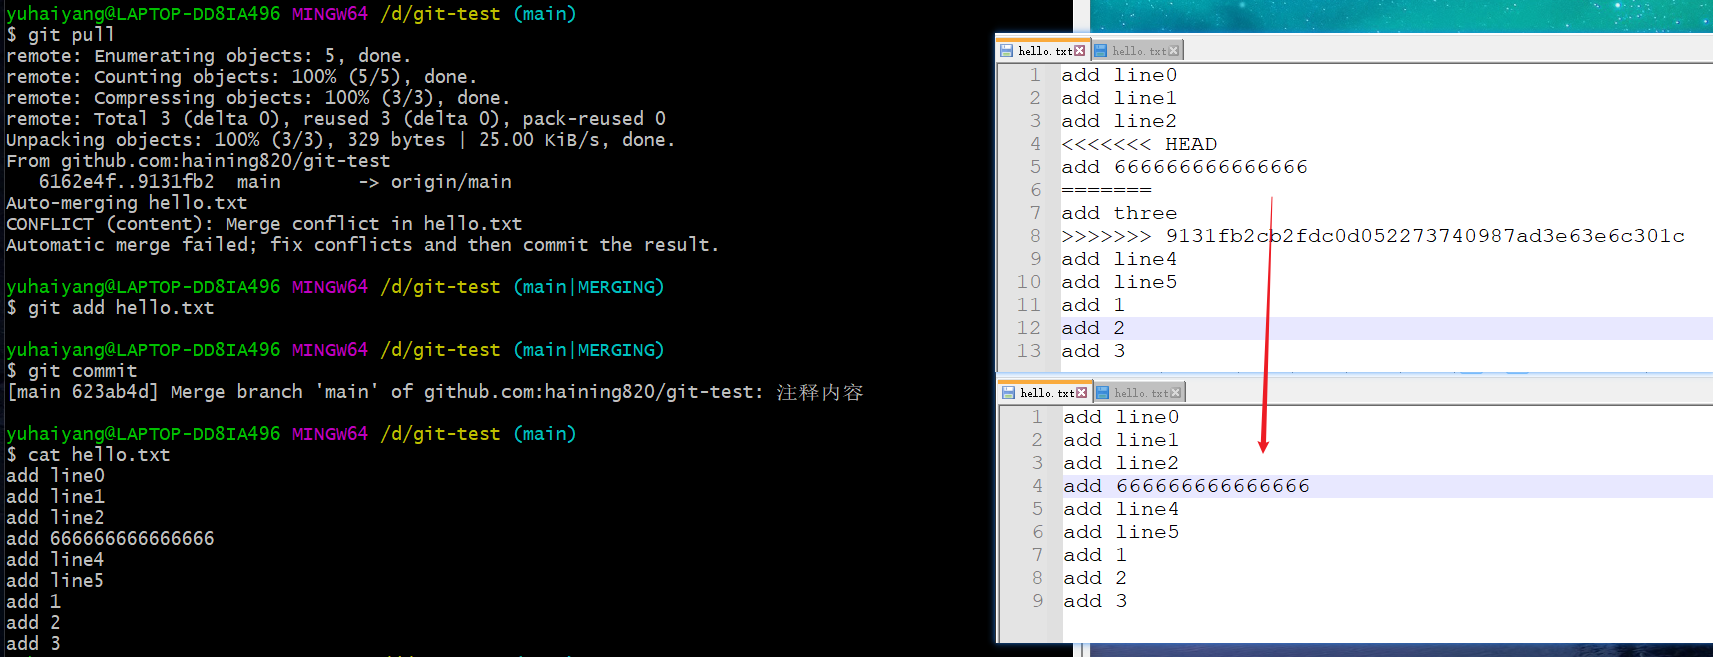 yuhaiyang@LAPTOP-DD8IA496 MINGW64 /d/git-test (main)
$ git pull
remote: Enumerating objects: 5, done.
remote: Counting objects: 100% (5/5), done.
remote: Compressing objects: 100% (3/3), done.
remote: Total 3 (delta 0), reused 3 (delta 0), pack-reused 0
Unpacking objects: 100% (3/3), 329 bytes | 25.00 KiB/s, done.
From github.com:haining820/git-test
   6162e4f..9131fb2  main       -> origin/main
Auto-merging hello.txt
CONFLICT (content): Merge conflict in hello.txt
Automatic merge failed; fix conflicts and then commit the result.
yuhaiyang@LAPTOP-DD8IA496 MINGW64 /d/git-test (main|MERGING)
$ git add hello.txt
yuhaiyang@LAPTOP-DD8IA496 MINGW64 /d/git-test (main|MERGING)
$ git commit
[main 623ab4d] Merge branch 'main' of github.com:haining820/git-test: 注释内容
yuhaiyang@LAPTOP-DD8IA496 MINGW64 /d/git-test (main)
$ cat hello.txt
add line0
add line1
add line2
add 666666666666666
add line4
add line5
add 1
add 2
add 3
hello.txt hello.txt
1 add line0
2 add line1
3 add line2
4 <<<<<<< HEAD
5 add 666666666666666
6 =======
7 add three
8 >>>>>>> 9131fb2cb2fdc0d052273740987ad3e63e6c301c
9 add line4
10 add line5
11 add 1
12 add 2
13 add 3
hello.txt hello.txt
1 add line0
2 add line1
3 add line2
4 add 666666666666666
5 add line4
6 add line5
7 add 1
8 add 2
9 add 3